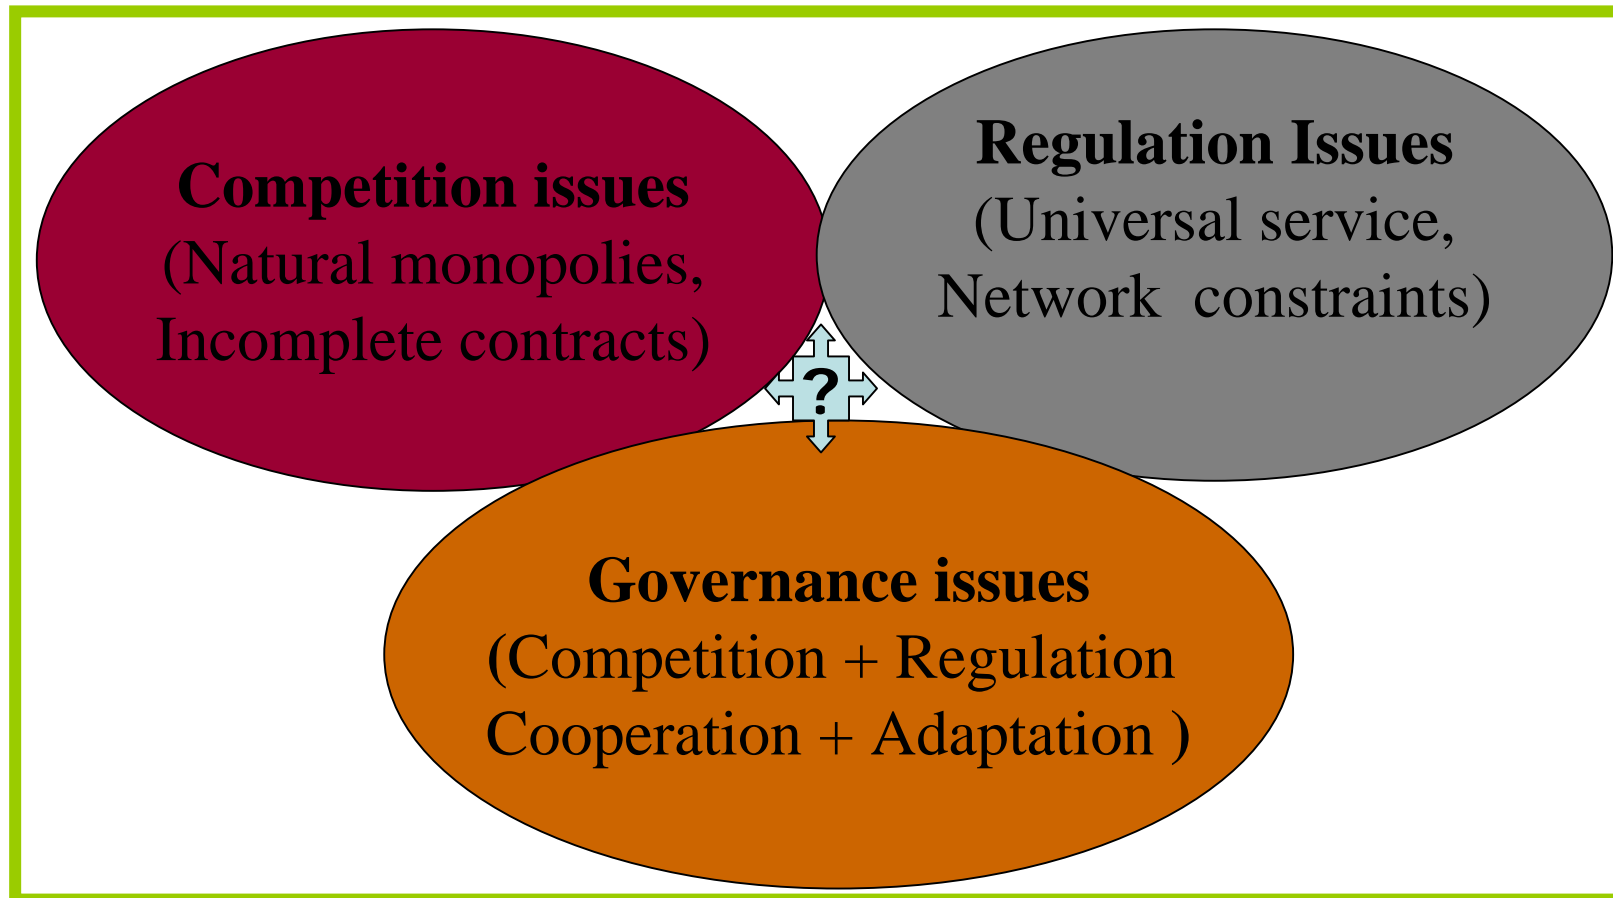 Competition issues
(Natural monopolies,
Incomplete contracts)
Regulation Issues
(Universal service,
Network constraints)
?
Governance issues
(Competition + Regulation
Cooperation + Adaptation )